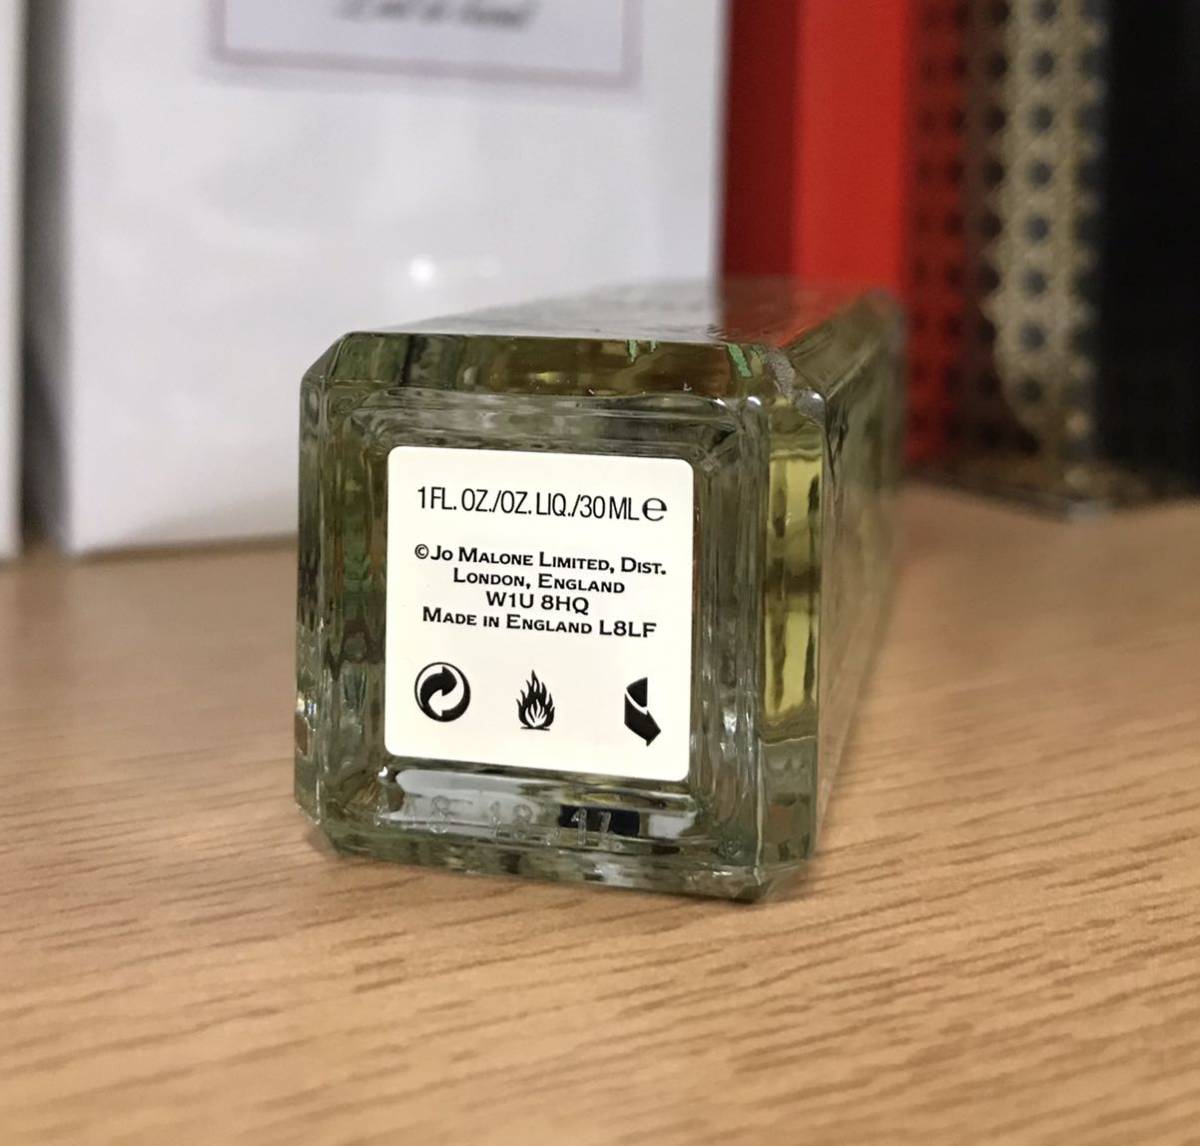 1 FL. OZ./OZ. LIQ./30 ML e
©Jo Malone Limited, Dist.
London, England
W1U 8HQ
Made in England L8LF